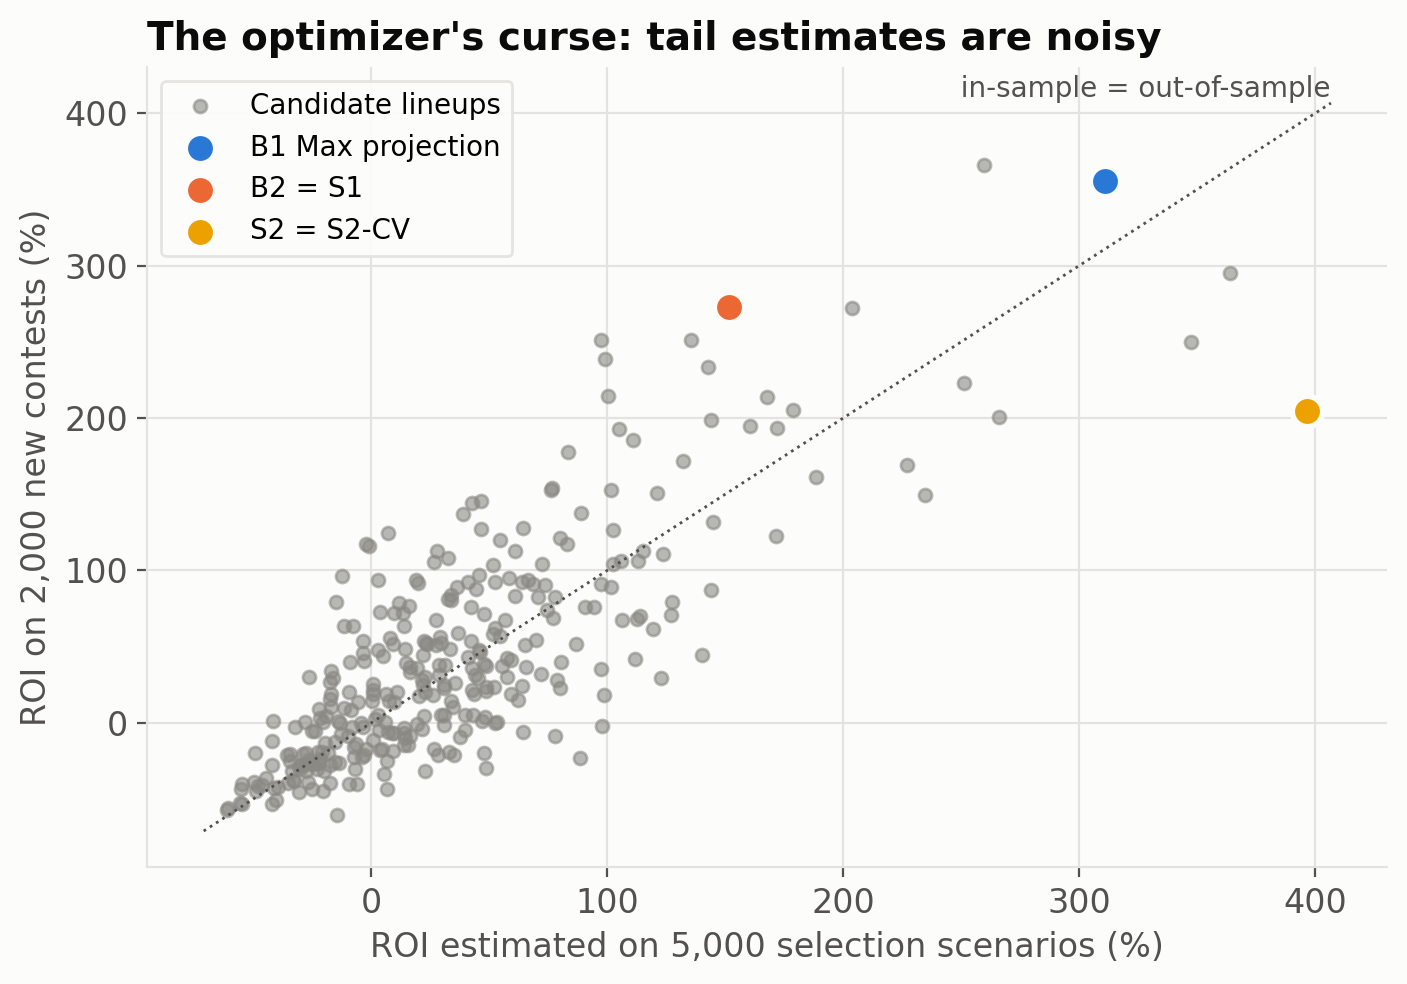 The optimizer's curse: tail estimates are noisy
in-sample = out-of-sample
Candidate lineups
B1 Max projection
B2 = S1
S2 = S2-CV
ROI on 2,000 new contests (%)
400
300
200
100
0
0 100 200 300 400
ROI estimated on 5,000 selection scenarios (%)